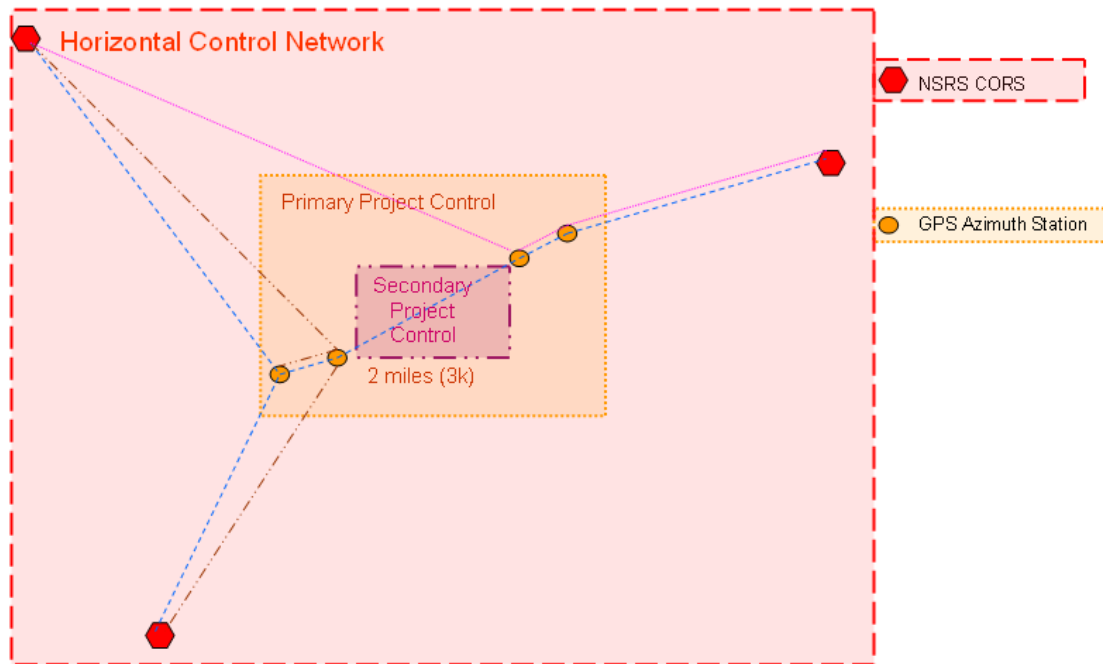 Horizontal Control Network
NSRS CORS
Primary Project Control
GPS Azimuth Station
Secondary
Project
Control
2 miles (3k)